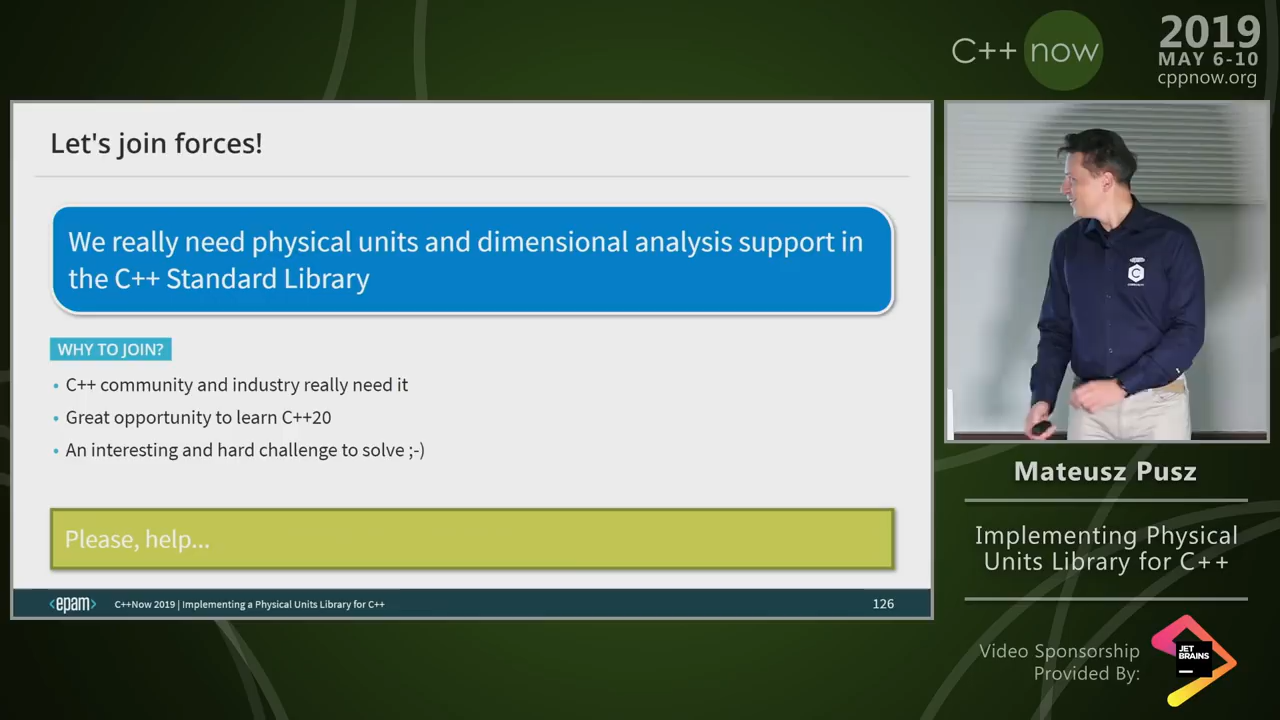 C++ now
2019
MAY 6-10
cppnow.org
Let's join forces!
We really need physical units and dimensional analysis support in
the C++ Standard Library
WHY TO JOIN?
• C++ community and industry really need it
• Great opportunity to learn C++20
• An interesting and hard challenge to solve ;-)
Please, help...
<epam>
C++Now 2019 | Implementing a Physical Units Library for C++
126
C
Mateusz Pusz
Implementing Physical
Units Library for C++
Video Sponsorship
Provided By:
JET
BRAINS